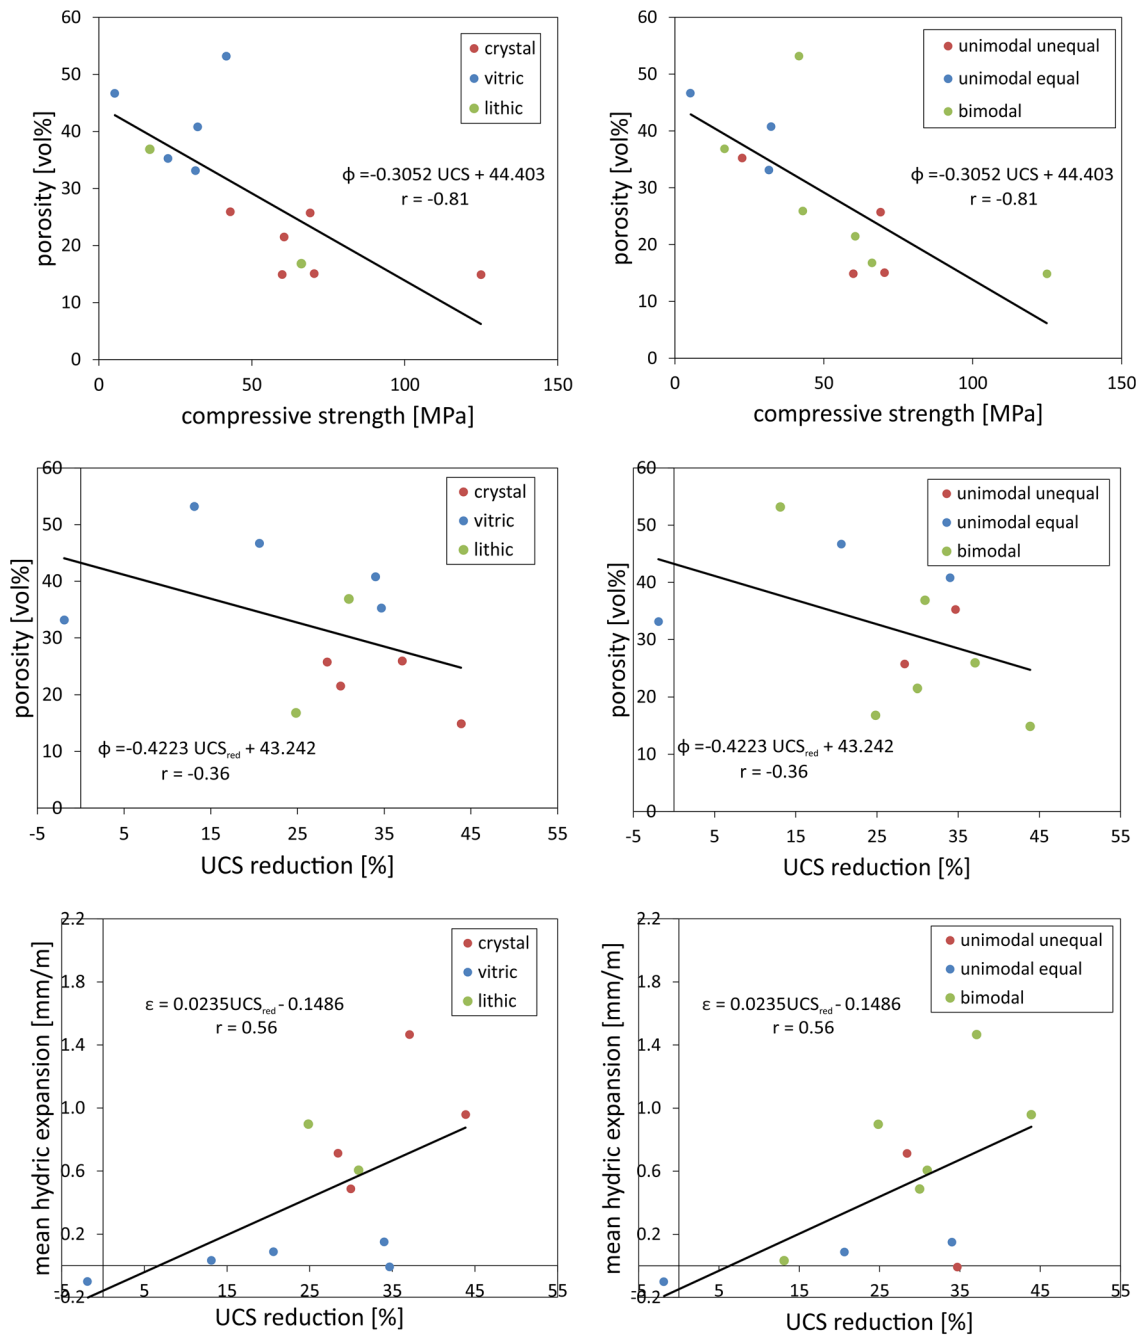 60
50
40
30
20
10
0
porosity [vol%]
crystal
vitric
lithic
ϕ =-0.3052 UCS + 44.403
r = -0.81
0 50 100 150
compressive strength [MPa]
60
50
40
30
20
10
0
porosity [vol%]
unimodal unequal
unimodal equal
bimodal
ϕ =-0.3052 UCS + 44.403
r = -0.81
0 50 100 150
compressive strength [MPa]
60
50
40
30
20
10
0
porosity [vol%]
crystal
vitric
lithic
ϕ =-0.4223 UCSred + 43.242
r = -0.36
-5 5 15 25 35 45 55
UCS reduction [%]
60
50
40
30
20
10
0
porosity [vol%]
unimodal unequal
unimodal equal
bimodal
ϕ =-0.4223 UCSred + 43.242
r = -0.36
-5 5 15 25 35 45 55
UCS reduction [%]
2.2
1.8
1.4
1.0
0.6
0.2
-0.2
mean hydric expansion [mm/m]
crystal
vitric
lithic
ε = 0.0235UCSred - 0.1486
r = 0.56
-5 5 15 25 35 45 55
UCS reduction [%]
2.2
1.8
1.4
1.0
0.6
0.2
-0.2
mean hydric expansion [mm/m]
unimodal unequal
unimodal equal
bimodal
ε = 0.0235UCSred - 0.1486
r = 0.56
-5 5 15 25 35 45 55
UCS reduction [%]